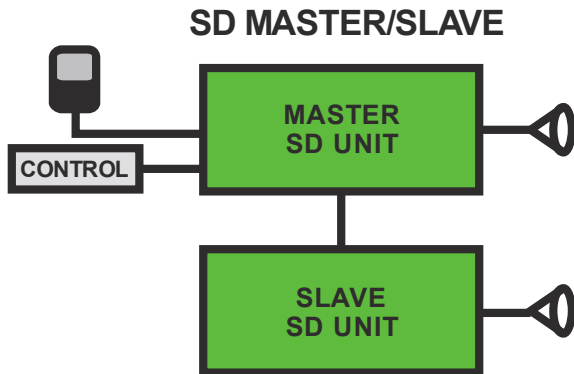 SD MASTER/SLAVE
MASTER
SD UNIT
CONTROL
SLAVE
SD UNIT